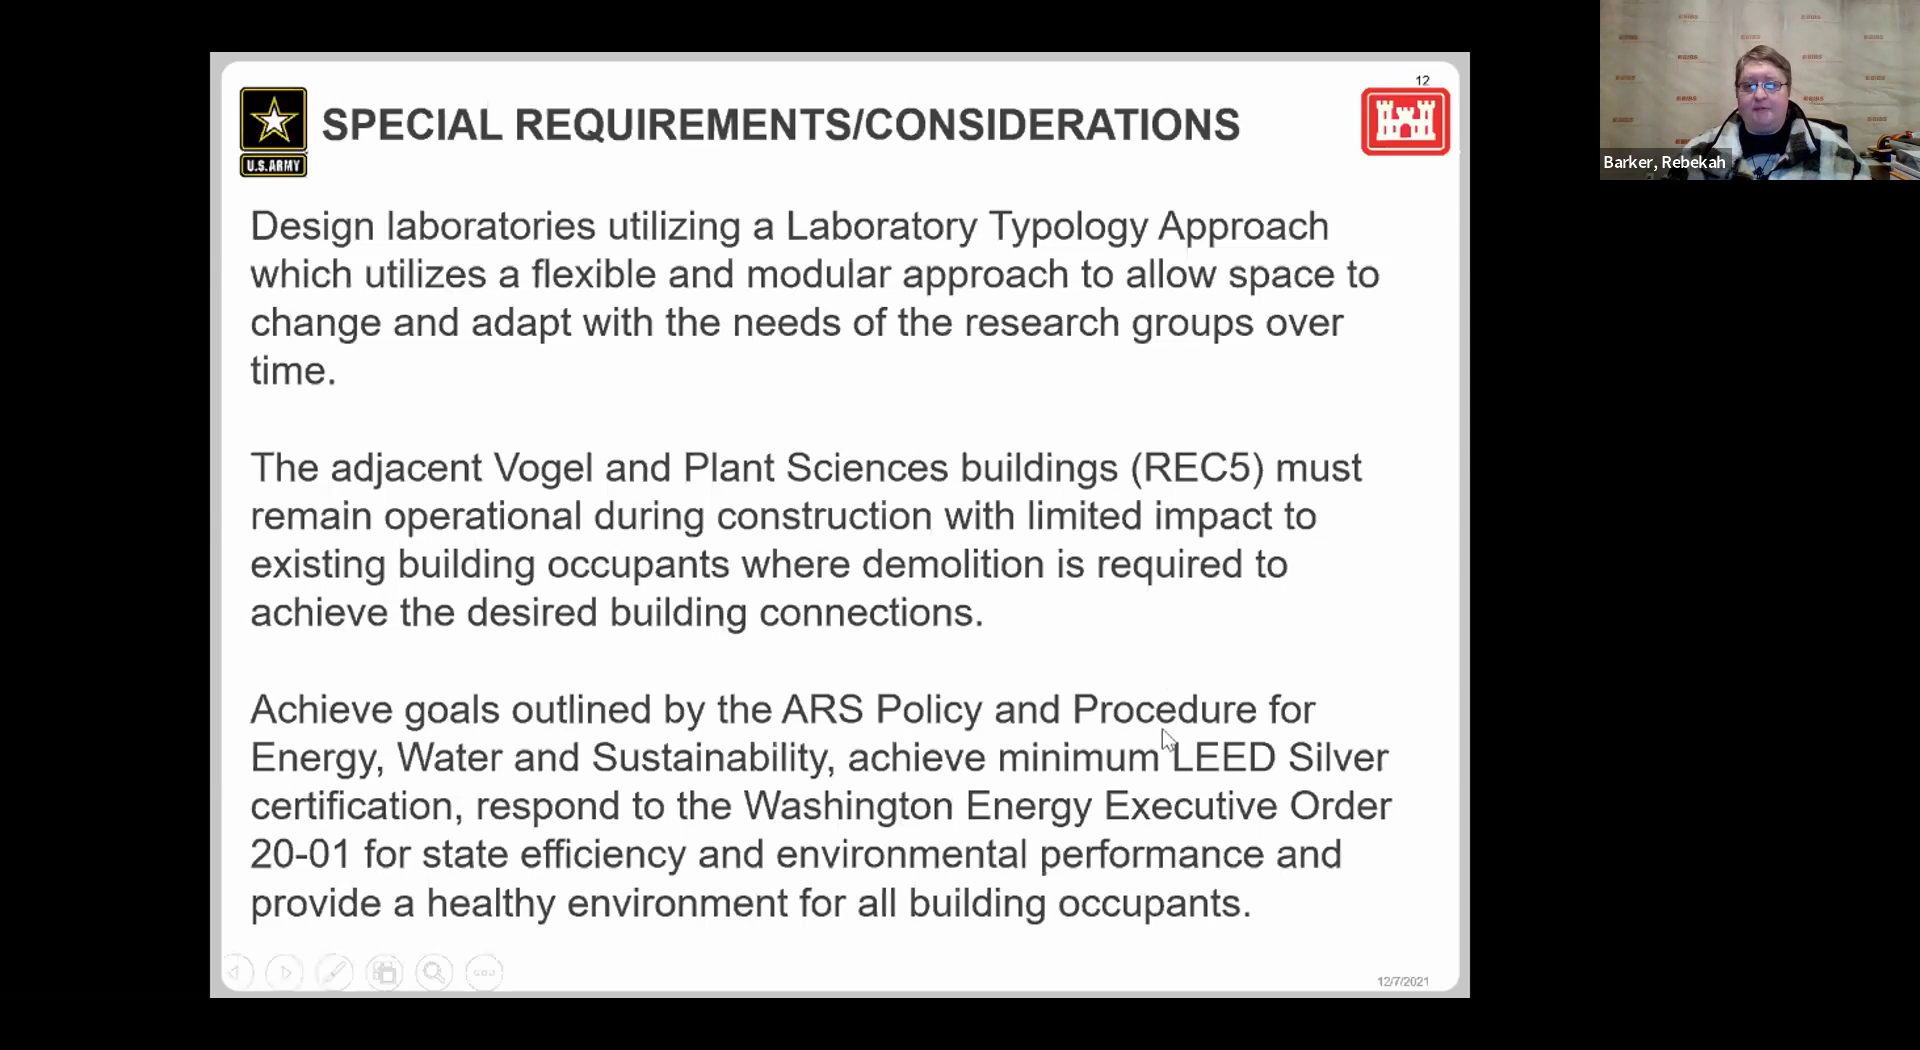 12
SPECIAL REQUIREMENTS/CONSIDERATIONS
U.S.ARMY
Barker, Rebekah
Design laboratories utilizing a Laboratory Typology Approach
which utilizes a flexible and modular approach to allow space to
change and adapt with the needs of the research groups over
time.
The adjacent Vogel and Plant Sciences buildings (REC5) must
remain operational during construction with limited impact to
existing building occupants where demolition is required to
achieve the desired building connections.
Achieve goals outlined by the ARS Policy and Procedure for
Energy, Water and Sustainability, achieve minimum LEED Silver
certification, respond to the Washington Energy Executive Order
20-01 for state efficiency and environmental performance and
provide a healthy environment for all building occupants.
12/7/2021